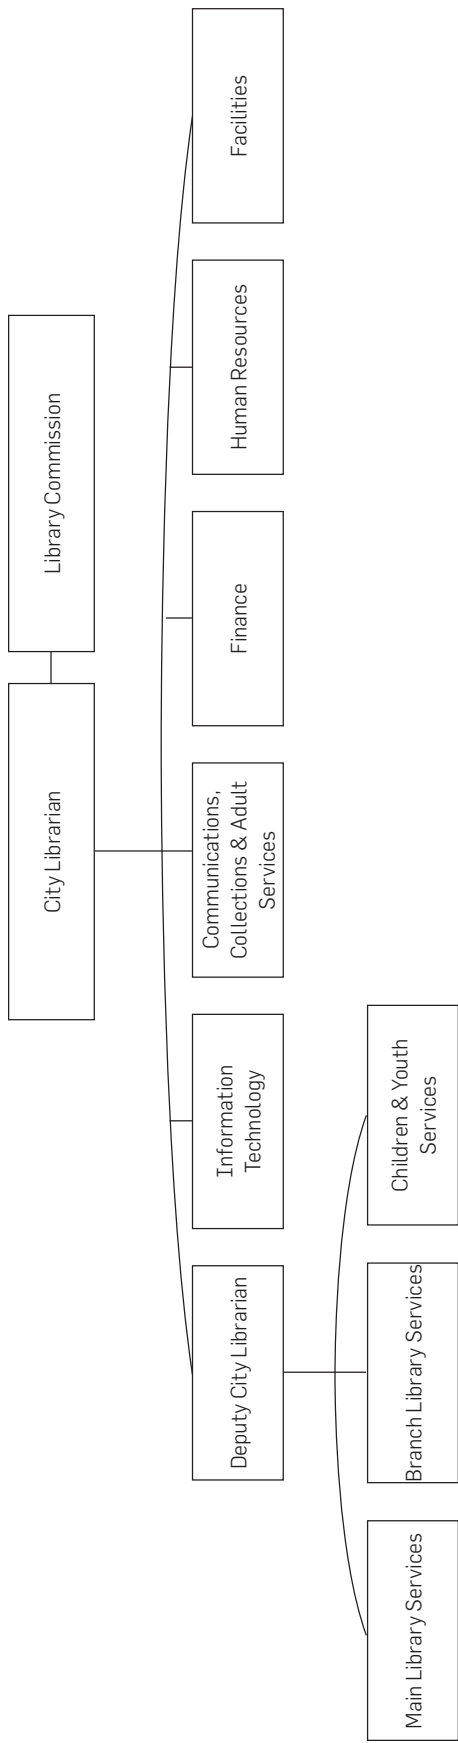 City Librarian
Library Commission
Deputy City Librarian
Information
Technology
Communications,
Collections & Adult
Services
Finance
Human Resources
Facilities
Main Library Services
Branch Library Services
Children & Youth
Services